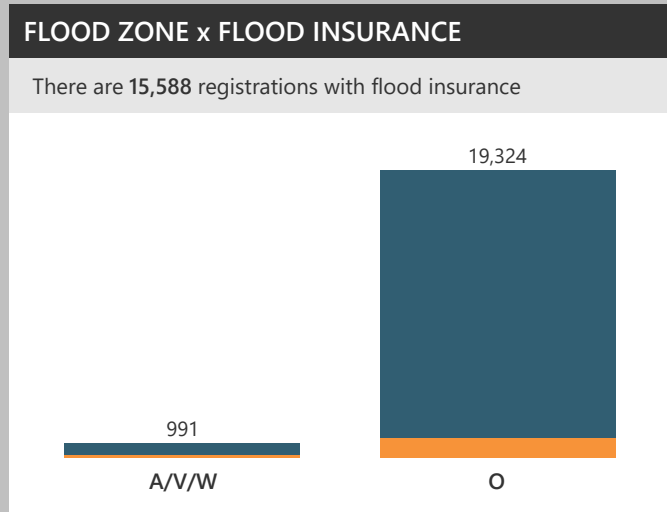 FLOOD ZONE x FLOOD INSURANCE
There are 15,588 registrations with flood insurance
19,324
991
A/V/W
O